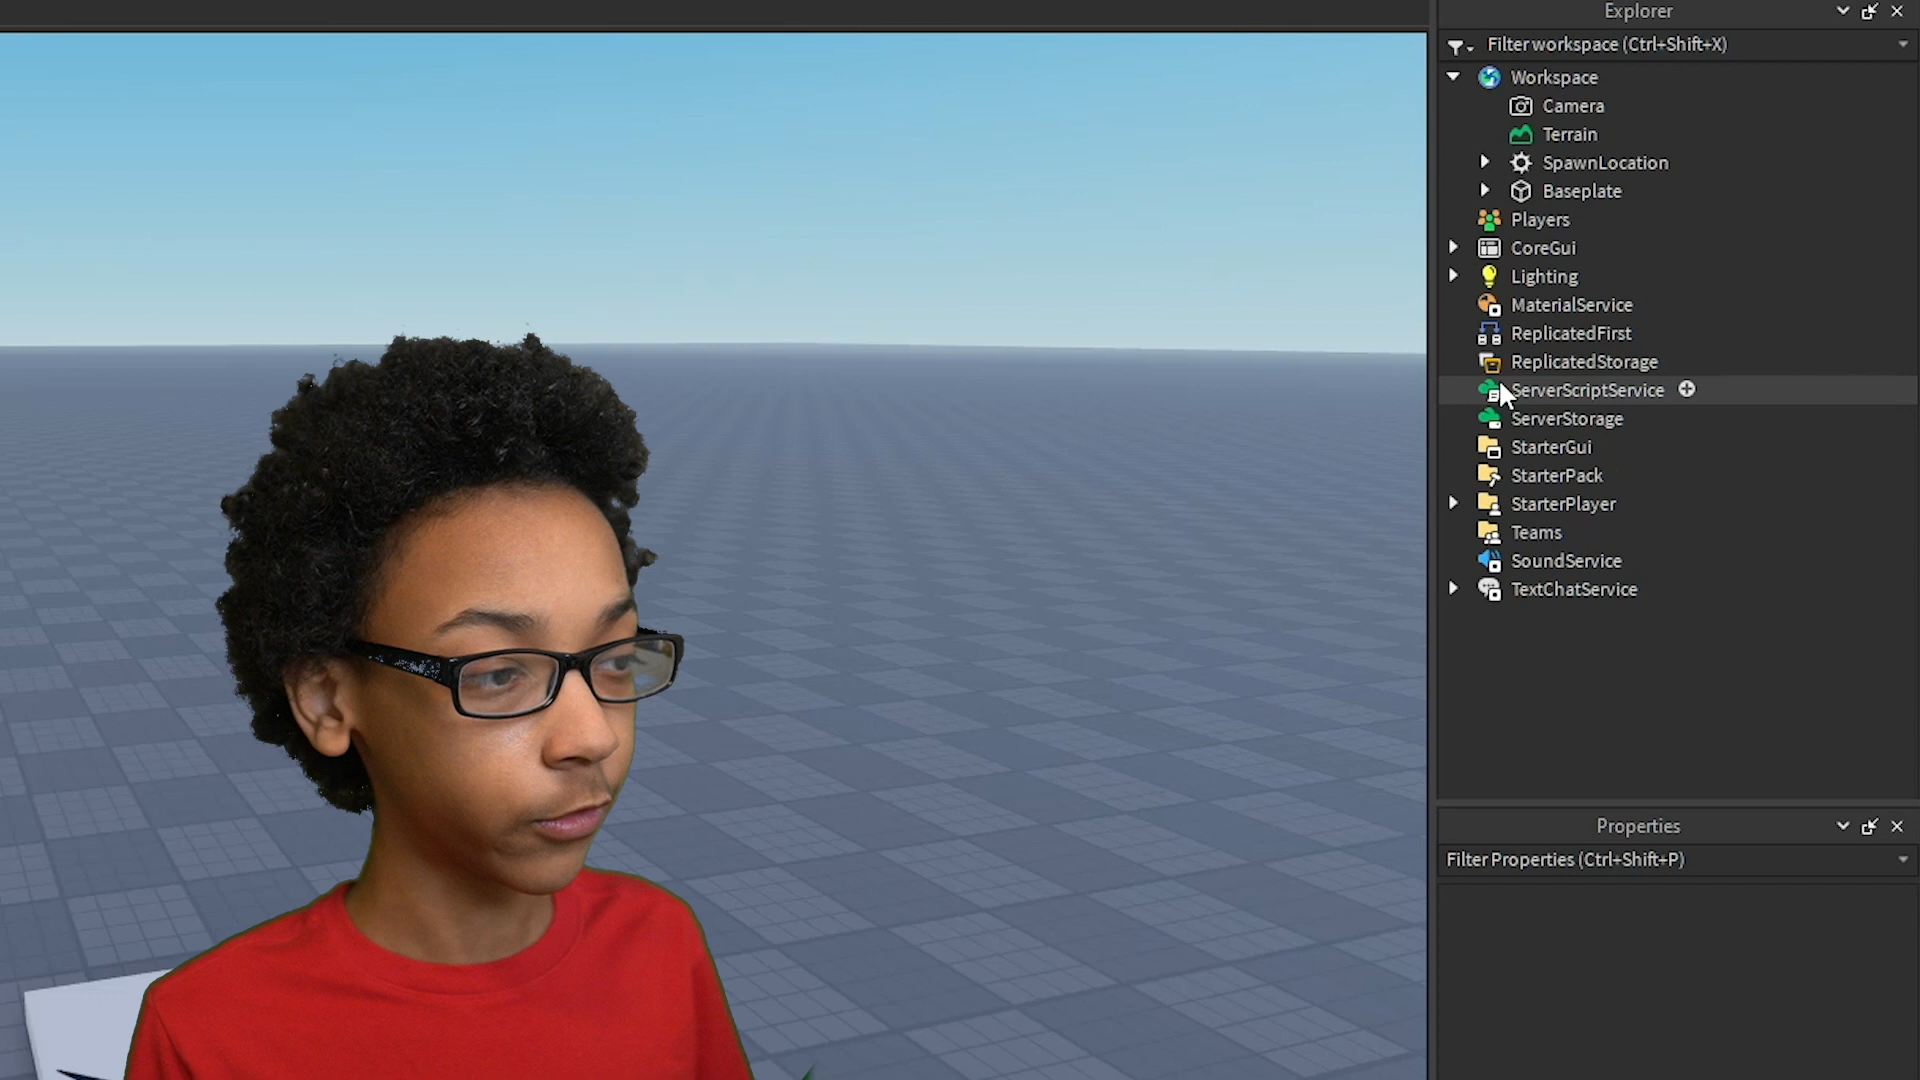 Explorer
Filter workspace (Ctrl+Shift+X)
Workspace
Camera
Terrain
SpawnLocation
Baseplate
Players
CoreGui
Lighting
MaterialService
ReplicatedFirst
ReplicatedStorage
ServerScriptService
ServerStorage
StarterGui
StarterPack
StarterPlayer
Teams
SoundService
TextChatService
Properties
Filter Properties (Ctrl+Shift+P)